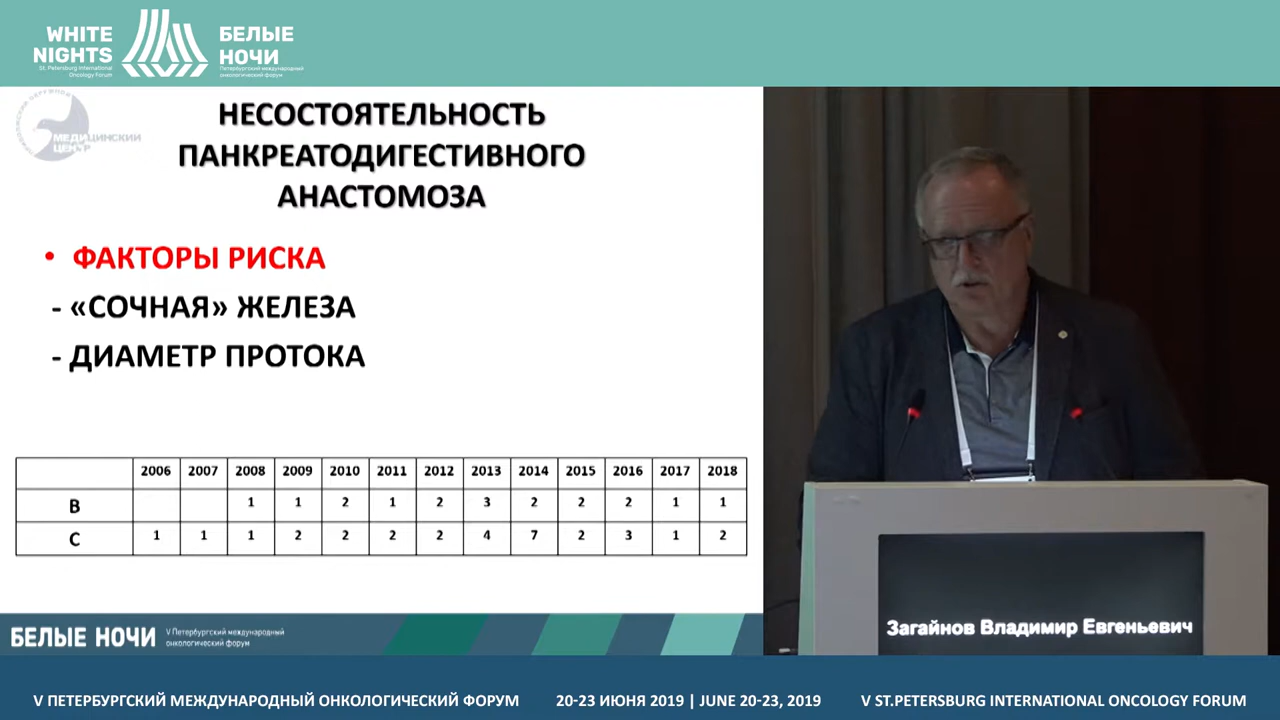 WHITE
NIGHTS
St. Petersburg International
Oncology Forum
БЕЛЫЕ
НОЧИ
Петербургский международный
онкологический форум
МЕДИЦИНСКИЙ
ЦЕНТР
НЕСОСТОЯТЕЛЬНОСТЬ
ПАНКРЕАТОДИГЕСТИВНОГО
АНАСТОМОЗА
• ФАКТОРЫ РИСКА
- «СОЧНАЯ» ЖЕЛЕЗА
- ДИАМЕТР ПРОТОКА
2006 2007 2008 2009 2010 2011 2012 2013 2014 2015 2016 2017 2018
В 1 1 2 1 2 3 2 2 2 1 1
С 1 1 1 2 2 2 2 4 7 2 3 1 2
БЕЛЫЕ НОЧИ
V Петербургский международный
онкологический форум
Загайнов Владимир Евгеньевич
V ПЕТЕРБУРГСКИЙ МЕЖДУНАРОДНЫЙ ОНКОЛОГИЧЕСКИЙ ФОРУМ 20-23 ИЮНЯ 2019 | JUNE 20-23, 2019 V ST.PETERSBURG INTERNATIONAL ONCOLOGY FORUM